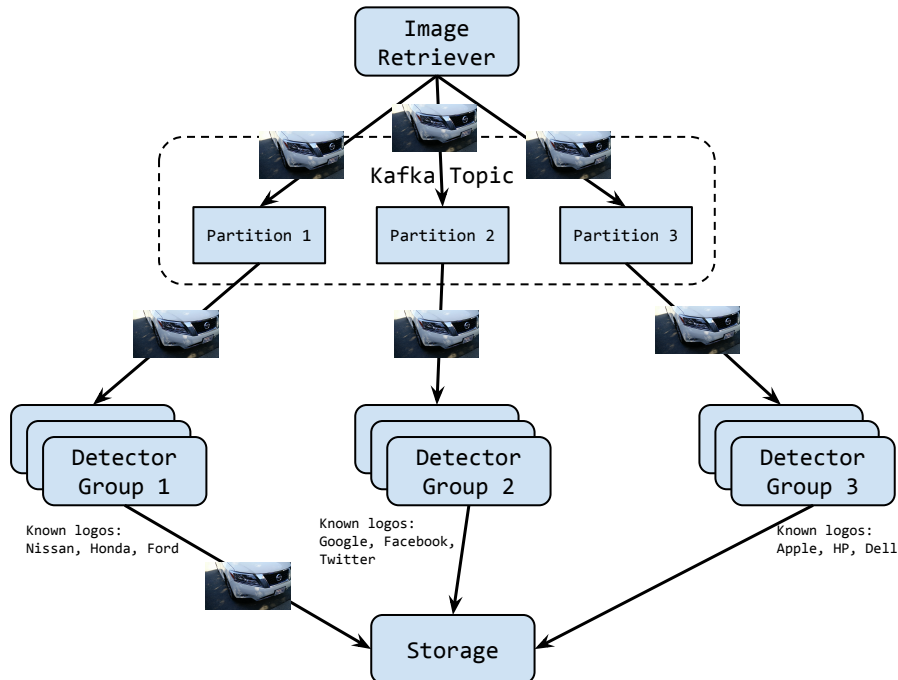 Image
Retriever
Kafka Topic
Partition 1
Partition 2
Partition 3
Detector
Group 1
Detector
Group 2
Detector
Group 3
Known logos:
Nissan, Honda, Ford
Known logos:
Google, Facebook,
Twitter
Known logos:
Apple, HP, Dell
Storage